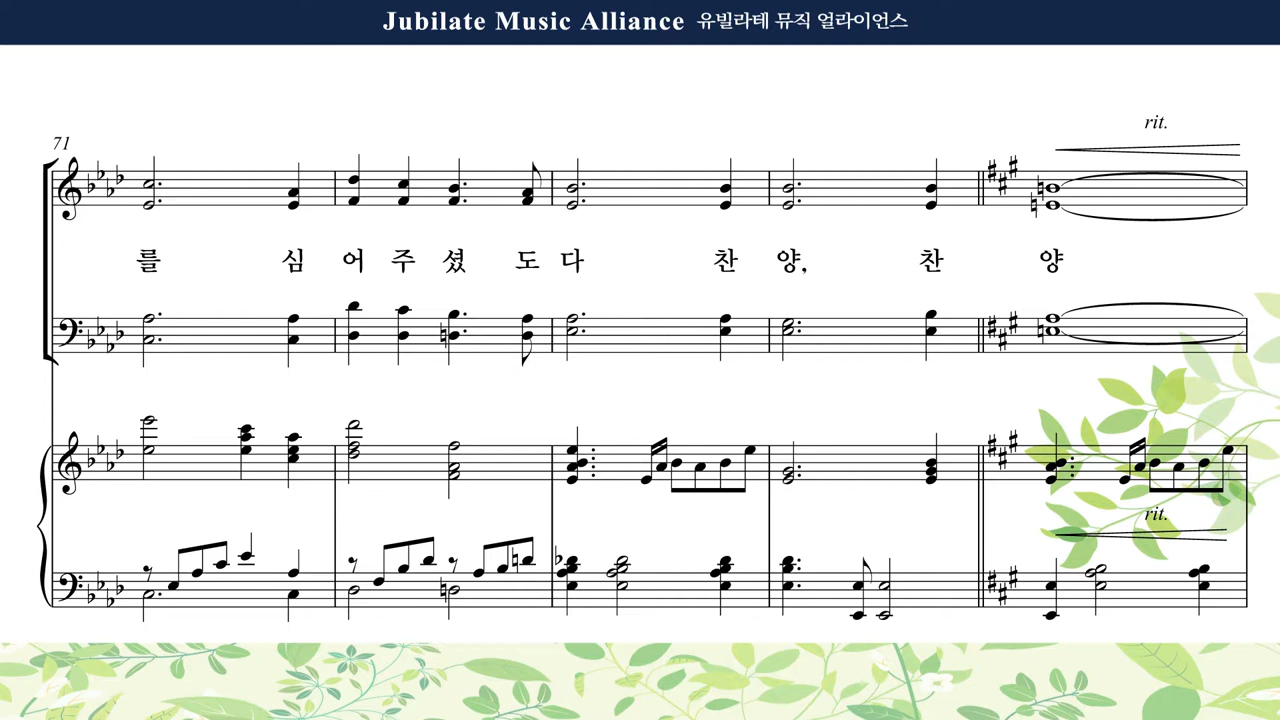 Jubilate Music Alliance 유빌라테 뮤직 얼라이언스
rit.
71
를 심 어 주 셨 도 다 찬 양, 찬 양
rit.